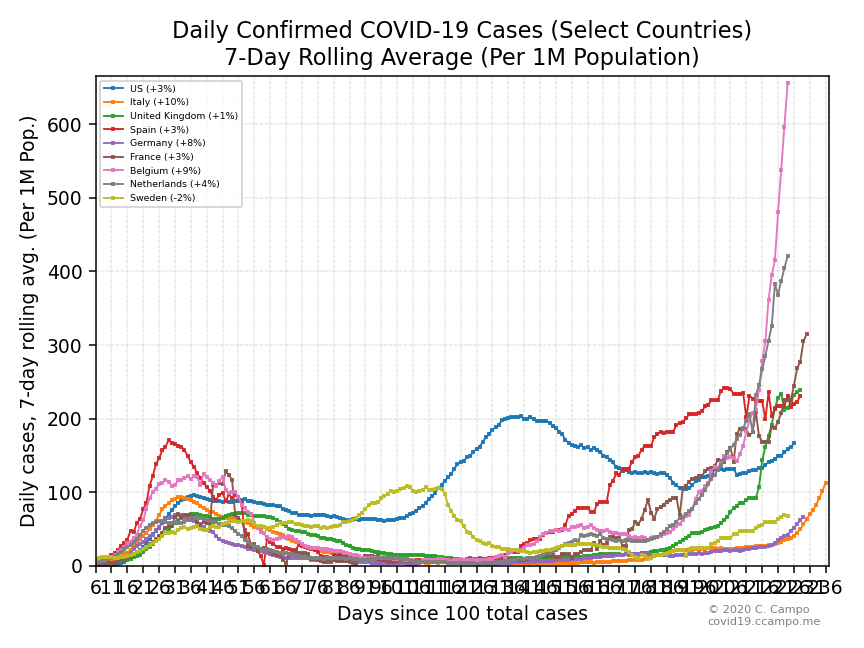 Daily Confirmed COVID-19 Cases (Select Countries)
7-Day Rolling Average (Per 1M Population)
US (+3%)
Italy (+10%)
United Kingdom (+1%)
Spain (+3%)
Germany (+8%)
France (+3%)
Belgium (+9%)
Netherlands (+4%)
Sweden (-2%)
Daily cases, 7-day rolling avg. (Per 1M Pop.)
600
500
400
300
200
100
0
Days since 100 total cases
© 2020 C. Campo
covid19.ccampo.me